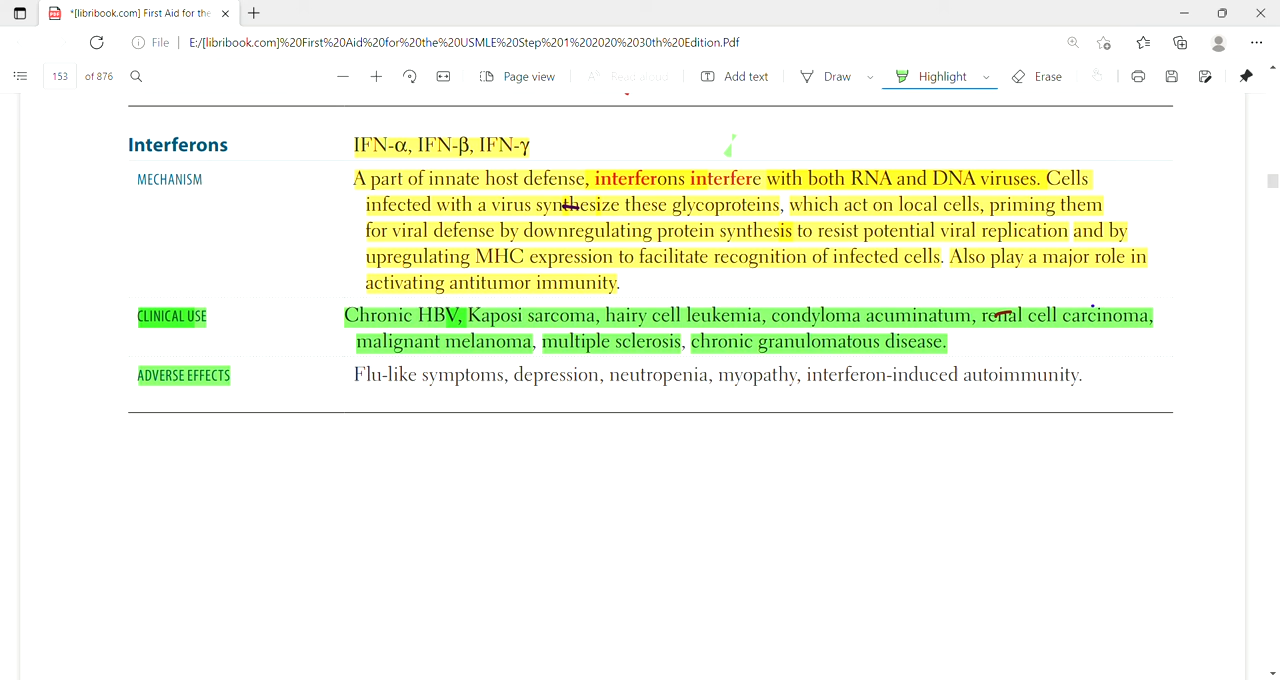 *[libribook.com] First Aid for the
File E:/[libribook.com]%20First%20Aid%20for%20the%20USMLE%20Step%201%202020%2030th%20Edition.Pdf
153 of 876 Page view Read aloud Add text Draw Highlight Erase
Interferons IFN-α, IFN-β, IFN-γ
MECHANISM A part of innate host defense, interferons interfere with both RNA and DNA viruses. Cells
infected with a virus synthesize these glycoproteins, which act on local cells, priming them
for viral defense by downregulating protein synthesis to resist potential viral replication and by
upregulating MHC expression to facilitate recognition of infected cells. Also play a major role in
activating antitumor immunity.
CLINICAL USE Chronic HBV, Kaposi sarcoma, hairy cell leukemia, condyloma acuminatum, renal cell carcinoma,
malignant melanoma, multiple sclerosis, chronic granulomatous disease.
ADVERSE EFFECTS Flu-like symptoms, depression, neutropenia, myopathy, interferon-induced autoimmunity.